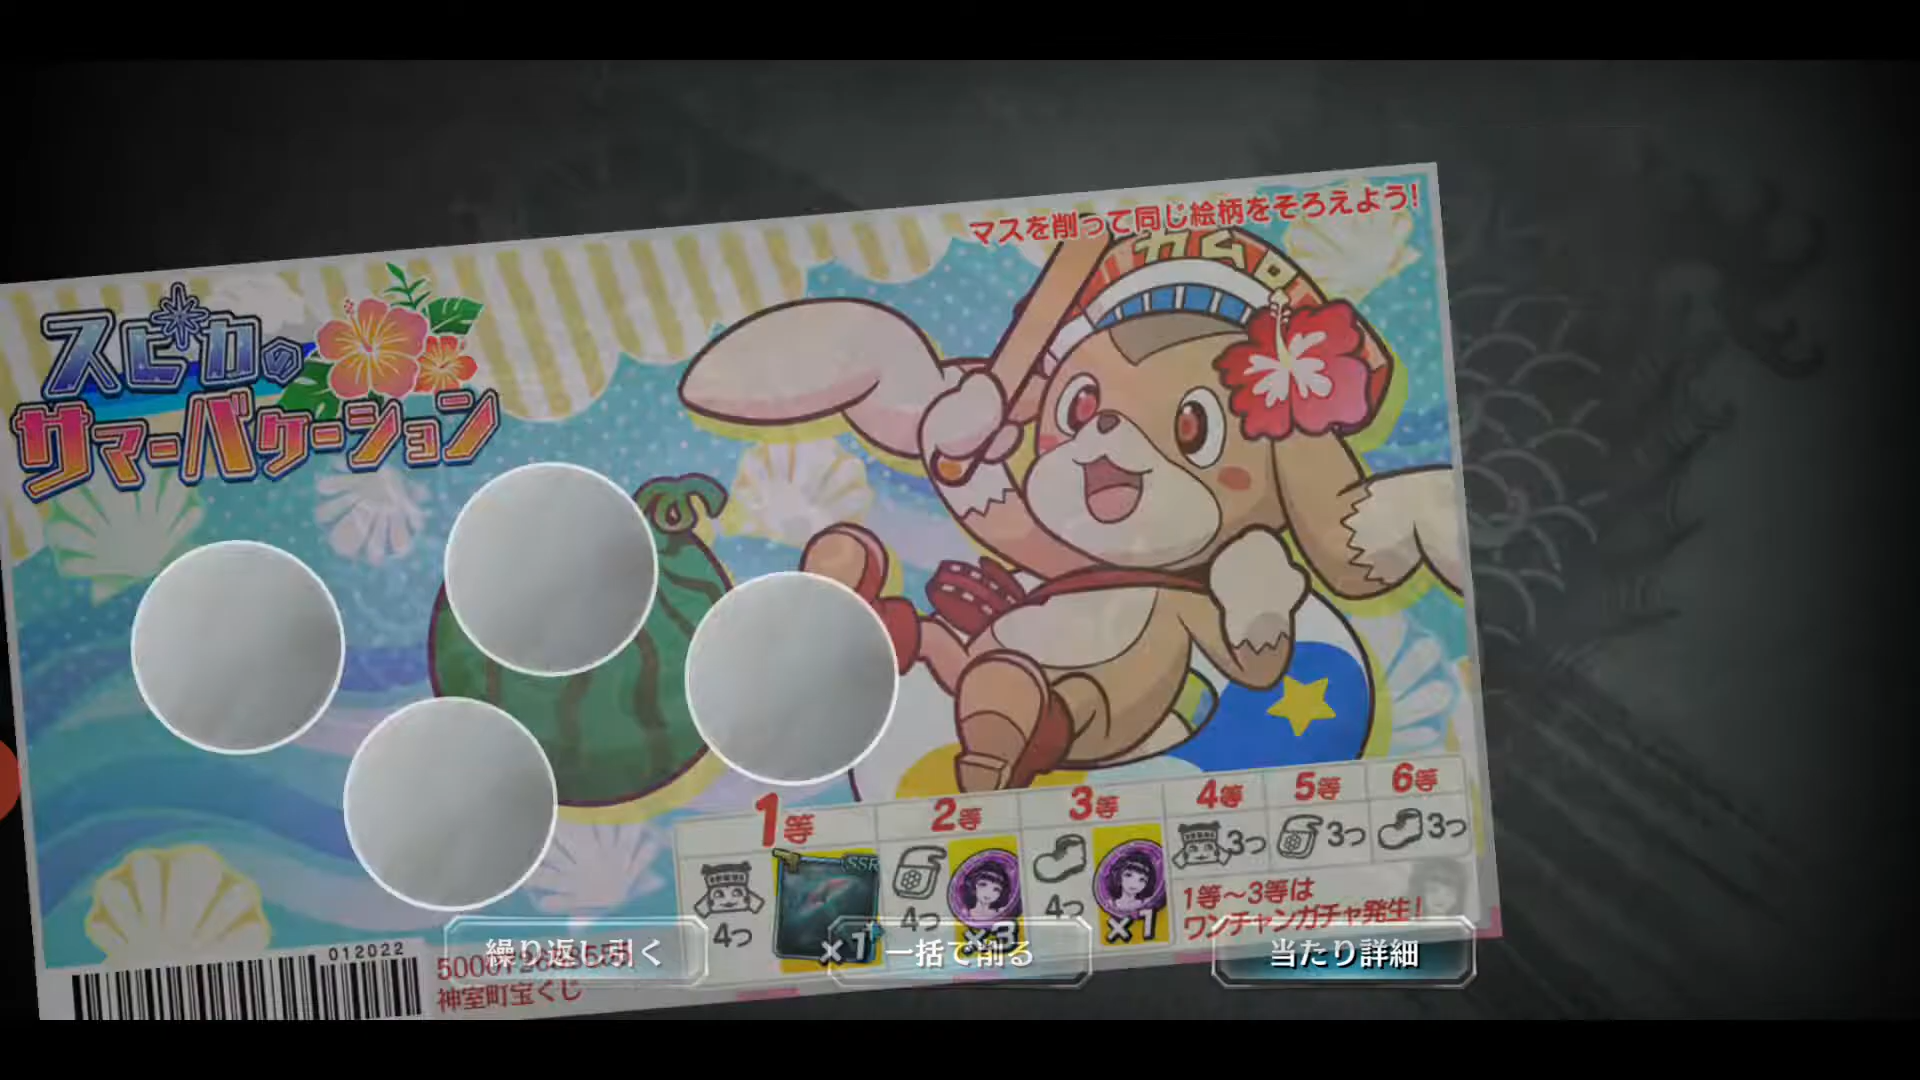 マスを削って同じ絵柄をそろえよう!
カムロ
スピカの
サマーバケーション
1等 2等 3等 4等 5等 6等
SSR
4つ ×1 4つ ×3 4つ ×1 3つ 3つ 3つ
1等～3等は
ワンチャンガチャ発生!
繰り返し引く 一括で削る 当たり詳細
012022
神室町宝くじ